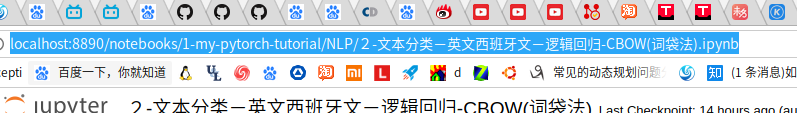 localhost:8890/notebooks/1-my-pytorch-tutorial/NLP/２-文本分类－英文西班牙文－逻辑回归-CBOW(词袋法).ipynb
epti 百度一下，你就知道 UL 淘 mi L d Z 常见的动态规划问题 知 (1 条消息)如
jupyter ２-文本分类－英文西班牙文－逻辑回归-CBOW(词袋法) Last Checkpoint: 14 hours ago (au